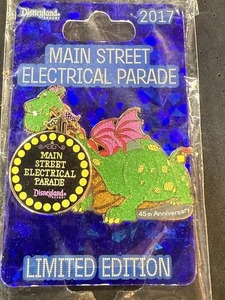 Disneyland
2017
MAIN STREET
ELECTRICAL PARADE
MAIN
STREET
ELECTRICAL
PARADE
Disneyland
45th Anniversary
LIMITED EDITION